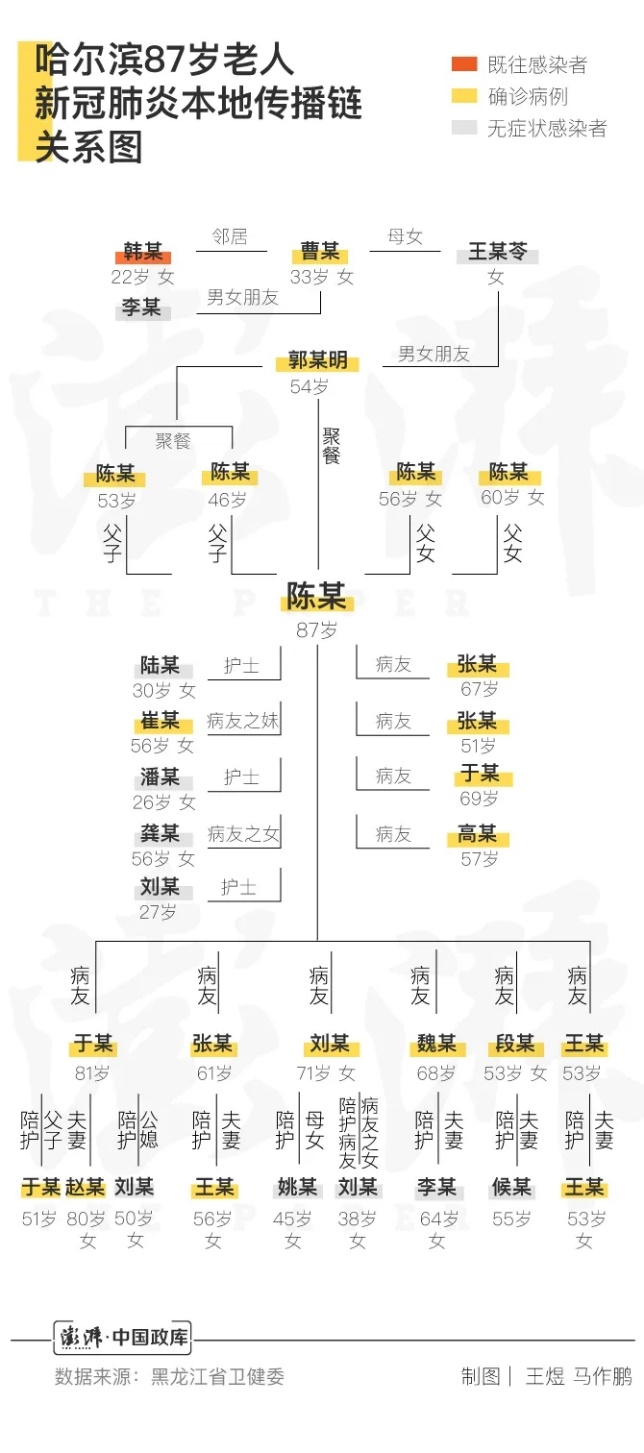 哈尔滨87岁老人
新冠肺炎本地传播链
关系图
既往感染者
确诊病例
无症状感染者
韩某 邻居 曹某 母女 王某苓
22岁 女 33岁 女 女
李某 男女朋友
郭某明 男女朋友
54岁
聚餐 聚餐
陈某 陈某 陈某 陈某
53岁 46岁 56岁 女 60岁 女
父子 父子 父女 父女
THE PAPER
陈某
87岁
陆某 护士 病友 张某
30岁 女 67岁
崔某 病友之妹 病友 张某
56岁 女 51岁
潘某 护士 病友 于某
26岁 女 69岁
龚某 病友之女 病友 高某
56岁 女 57岁
刘某 护士
27岁
澎湃
病友 病友 病友 病友 病友 病友
于某 张某 刘某 魏某 段某 王某
81岁 61岁 71岁 女 68岁 53岁 女 53岁
陪护 父子 夫妻 陪护 公媳 陪护 夫妻 陪护 母女 陪护病友 病友之女 陪护 夫妻 陪护 夫妻 陪护 夫妻
于某 赵某 刘某 王某 姚某 刘某 李某 候某 王某
51岁 80岁 50岁 56岁 45岁 38岁 64岁 55岁 53岁
女 女 女 女 女 女 女
澎湃·中国政库
数据来源：黑龙江省卫健委 制图｜ 王煜 马作鹏